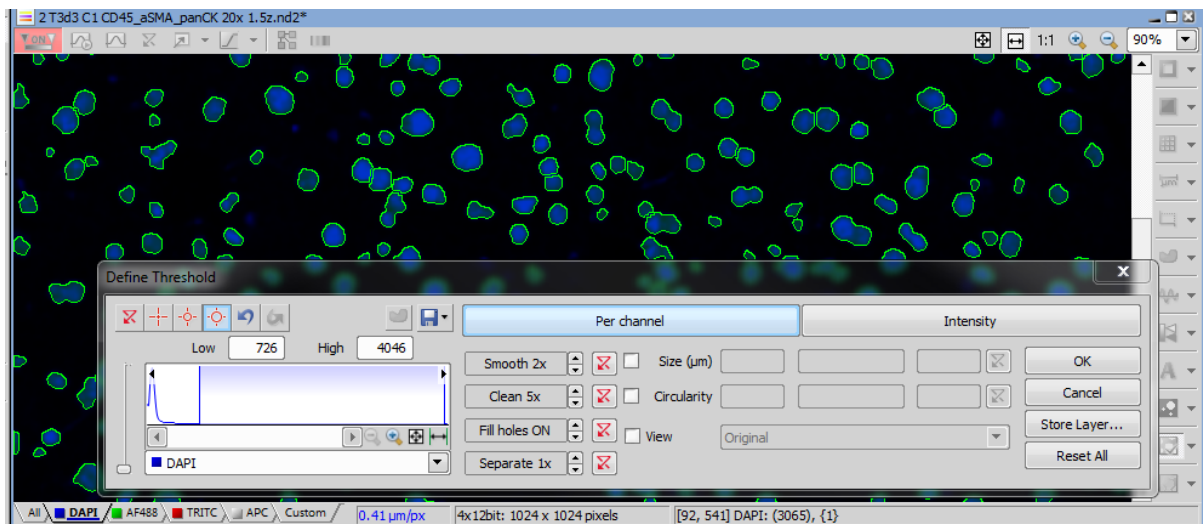 2 T3d3 C1 CD45_aSMA_panCK 20x 1.5z.nd2*
ON 1:1 90%
Define Threshold
Per channel Intensity
Low 726 High 4046
Smooth 2x Size (µm) OK
Clean 5x Circularity Cancel
Fill holes ON View Original Store Layer...
Separate 1x Reset All
DAPI
All DAPI AF488 TRITC APC Custom 0.41 µm/px 4x12bit: 1024 x 1024 pixels [92, 541] DAPI: (3065), {1}